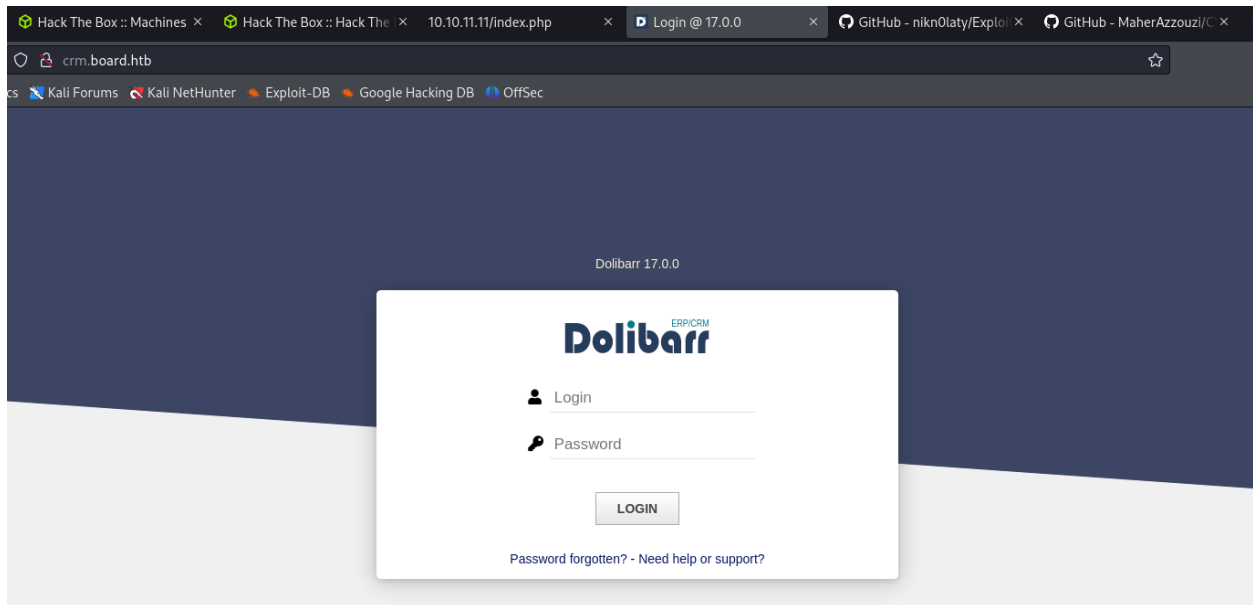 Hack The Box :: Machines × Hack The Box :: Hack The × 10.10.11.11/index.php × Login @ 17.0.0 × GitHub - nikn0laty/Exploi × GitHub - MaherAzzouzi/C ×
crm.board.htb
cs Kali Forums Kali NetHunter Exploit-DB Google Hacking DB OffSec
Dolibarr 17.0.0
ERP/CRM
Dolibarr
Login
Password
LOGIN
Password forgotten? - Need help or support?